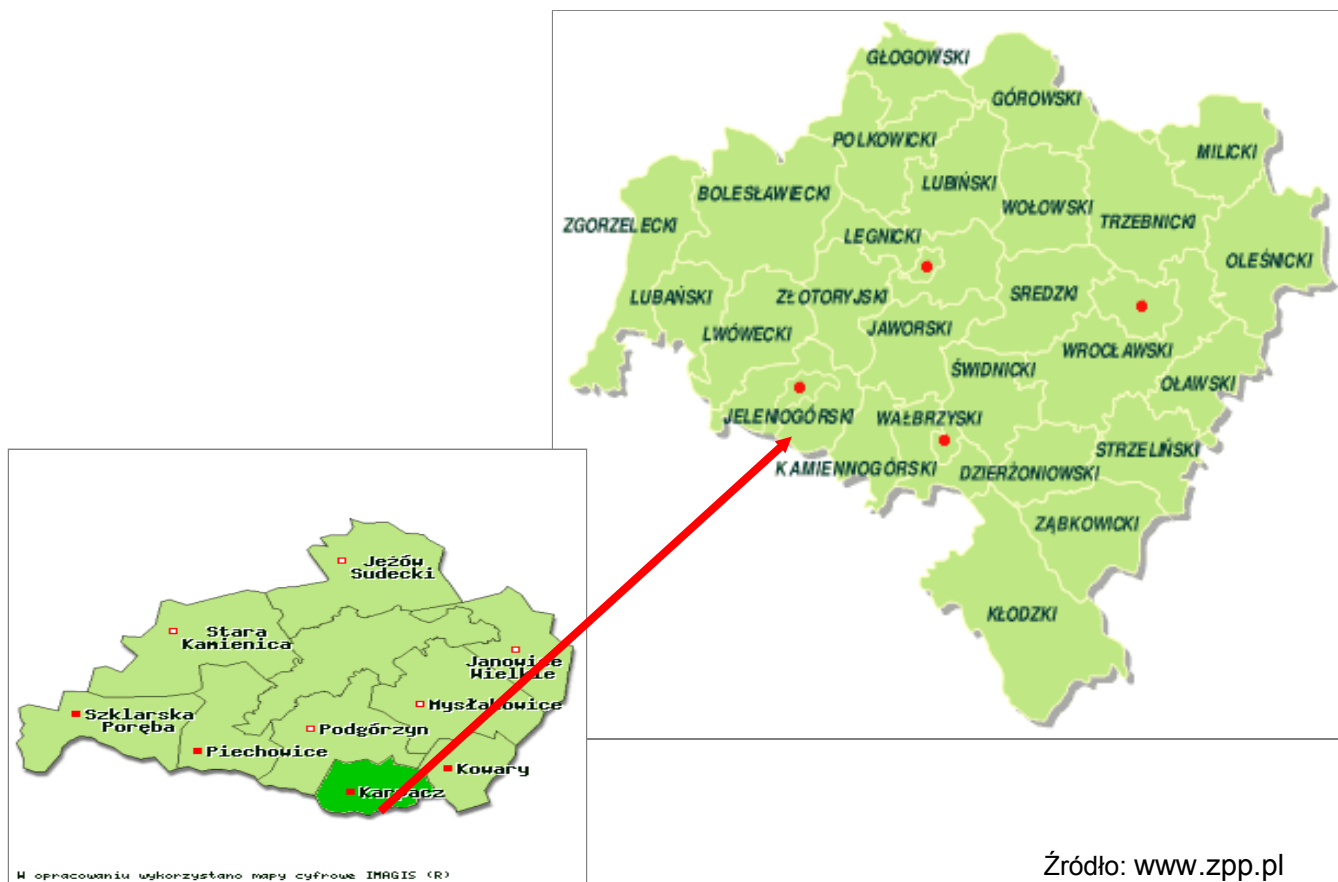 GŁOGOWSKI
GÓROWSKI
POLKOWICKI
MILICKI
LUBIŃSKI
BOLESŁAWIECKI
WOŁOWSKI
TRZEBNICKI
ZGORZELECKI
LEGNICKI
OLEŚNICKI
LUBAŃSKI
ZŁOTORYJSKI
SREDZKI
LWÓWECKI
JAWORSKI
WROCŁAWSKI
ŚWIDNICKI
OŁAWSKI
JELENIOGÓRSKI
WAŁBRZYSKI
STRZELIŃSKI
KAMIENNOGÓRSKI
DZIERŻONIOWSKI
ZĄBKOWICKI
KŁODZKI
Jeżów
Sudecki
Stara
Kamienica
Janowice
Wielkie
Mysłakowice
Szklarska
Poręba
Podgórzyn
Piechowice
Kowary
Karpacz
W opracowaniu wykorzystano mapy cyfrowe IMAGIS (R)
Źródło: www.zpp.pl